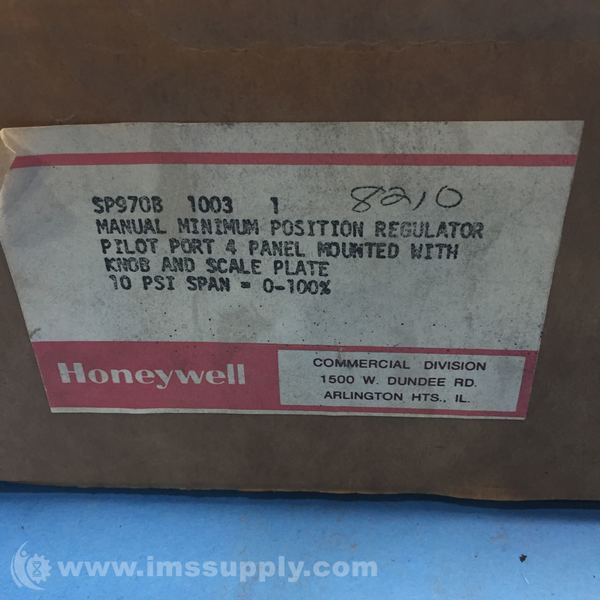 SP970B 1003 1 8210
MANUAL MINIMUM POSITION REGULATOR
PILOT PORT 4 PANEL MOUNTED WITH
KNOB AND SCALE PLATE
10 PSI SPAN = 0-100%
Honeywell
COMMERCIAL DIVISION
1500 W. DUNDEE RD.
ARLINGTON HTS., IL.
www.imssupply.com